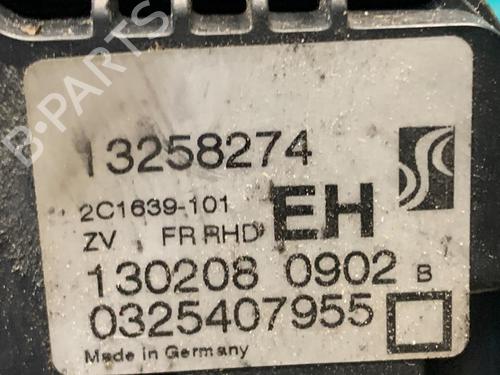 B-PARTS
13258274
2C1639-101
EH
ZV FR RHD
130208 0902 B
0325407955
Made in Germany